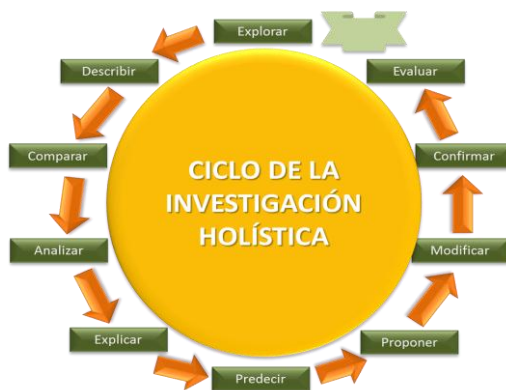 Explorar
Describir
Comparar
Analizar
Explicar
Predecir
Proponer
Modificar
Confirmar
Evaluar
CICLO DE LA
INVESTIGACIÓN
HOLÍSTICA